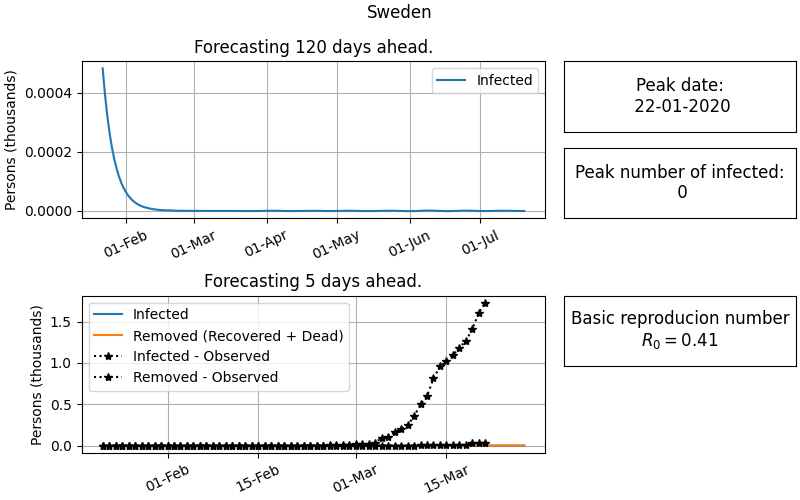 Sweden
Forecasting 120 days ahead.
Persons (thousands)
0.0004
0.0002
0.0000
Infected
01-Feb
01-Mar
01-Apr
01-May
01-Jun
01-Jul
Peak date:
22-01-2020
Peak number of infected:
0
Forecasting 5 days ahead.
Persons (thousands)
1.5
1.0
0.5
0.0
Infected
Removed (Recovered + Dead)
Infected - Observed
Removed - Observed
01-Feb
15-Feb
01-Mar
15-Mar
Basic reproducion number
R₀ = 0.41